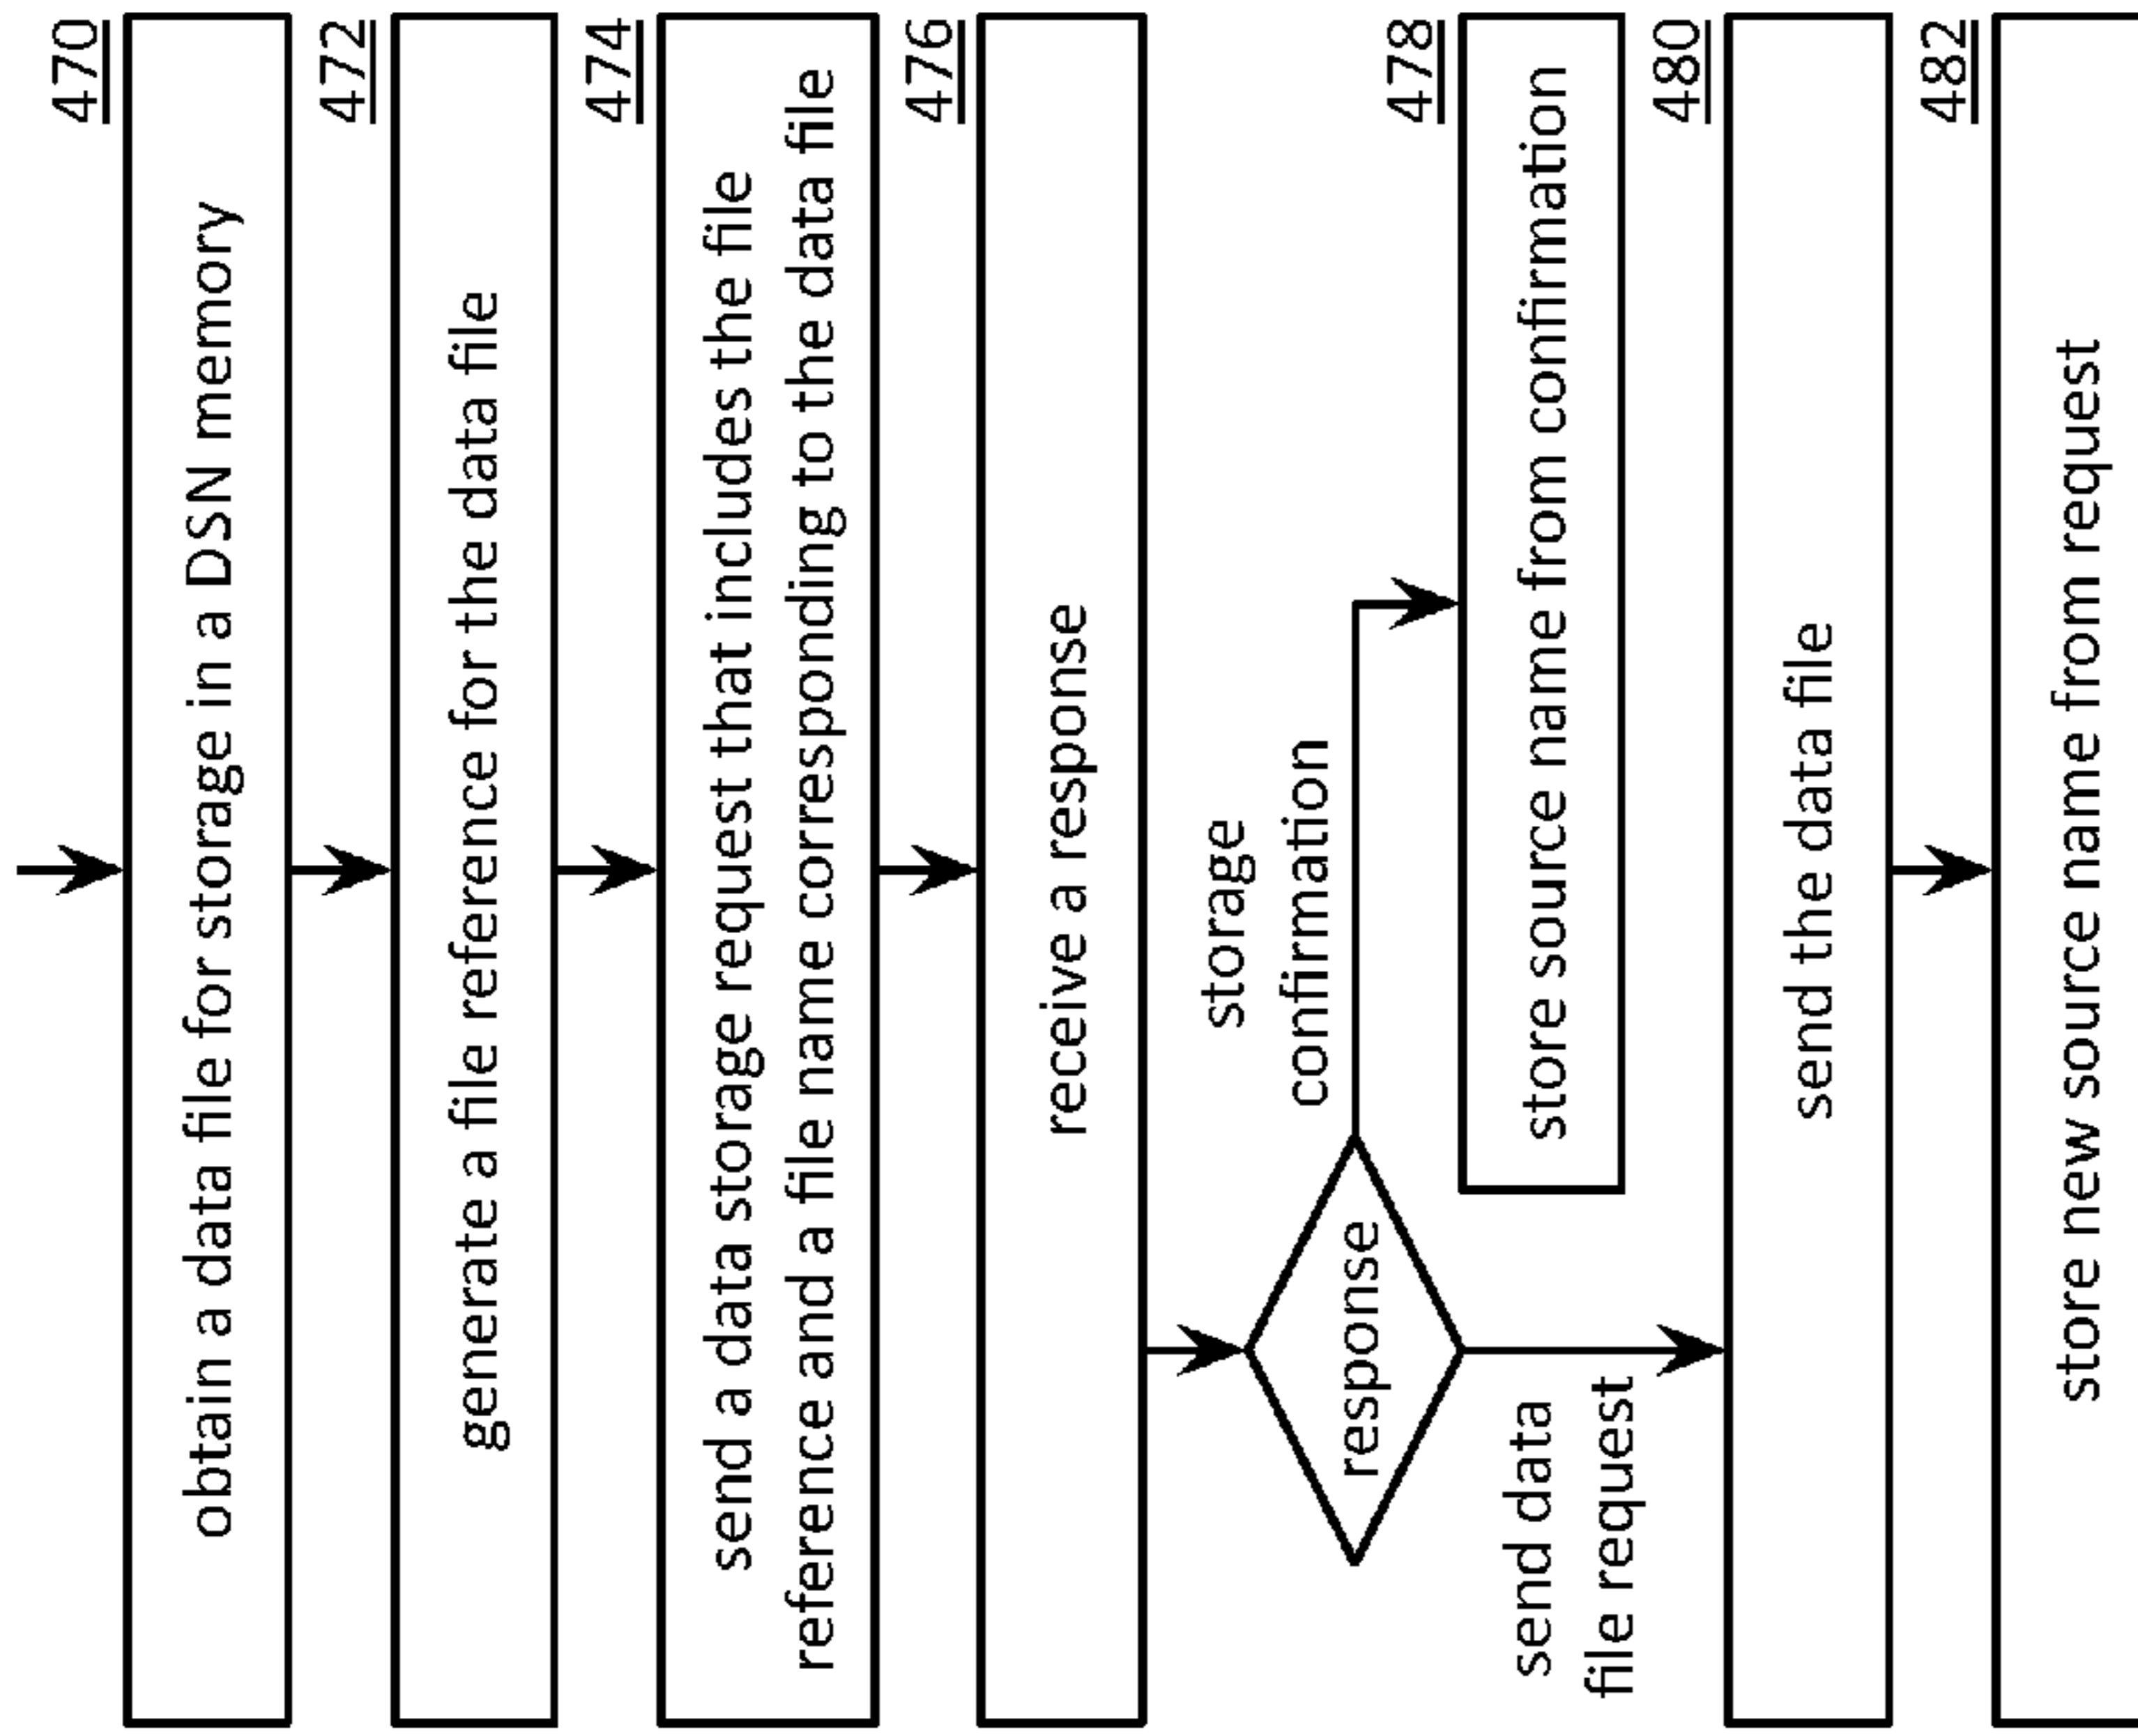 470
obtain a data file for storage in a DSN memory
472
generate a file reference for the data file
474
send a data storage request that includes the file
reference and a file name corresponding to the data file
476
receive a response
response
storage
confirmation
478
store source name from confirmation
send data
file request
480
send the data file
482
store new source name from request